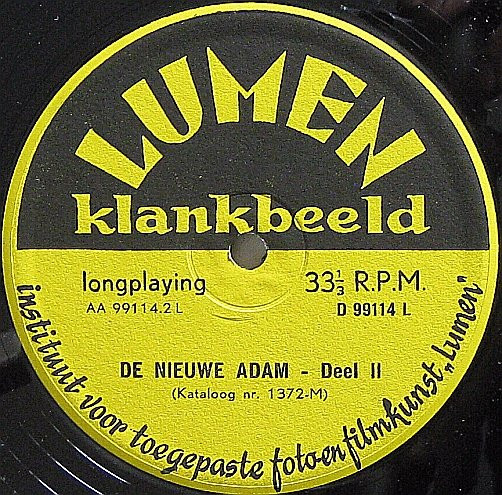 LUMEN
klankbeeld
longplaying 33⅓ R.P.M.
AA 99114.2 L D 99114 L
DE NIEUWE ADAM - Deel II
(Kataloog nr. 1372-M)
instituut voor toegepaste foto en filmkunst „Lumen”